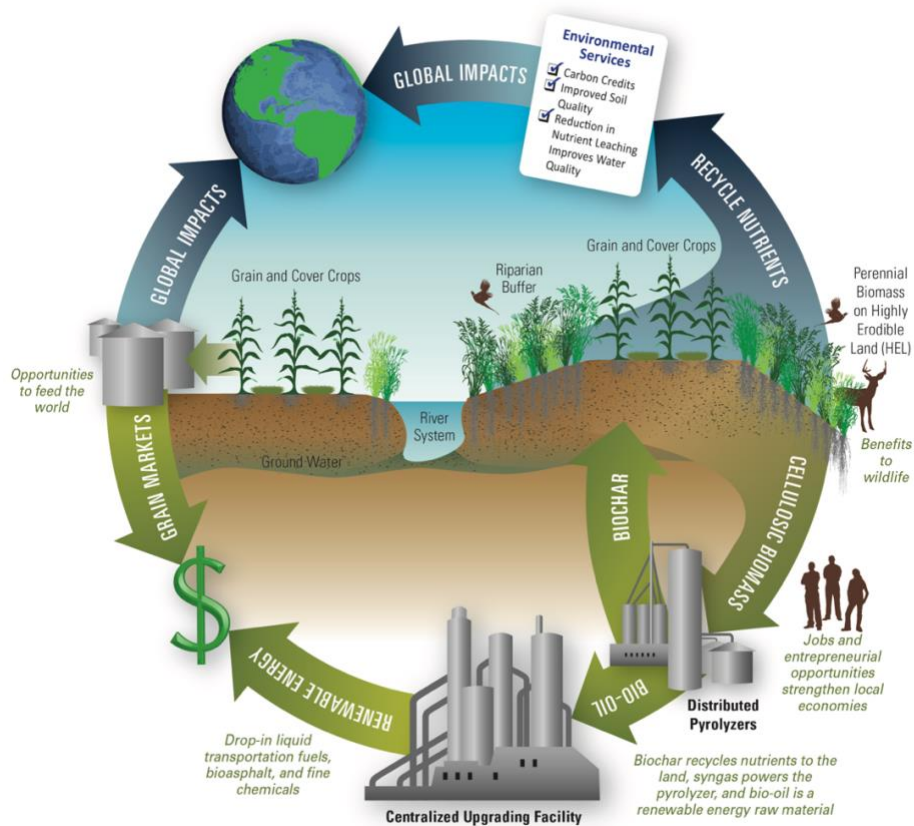 Environmental
Services
Carbon Credits
Improved Soil
Quality
Reduction in
Nutrient Leaching
Improves Water
Quality
GLOBAL IMPACTS
RECYCLE NUTRIENTS
GLOBAL IMPACTS
Grain and Cover Crops
Riparian
Buffer
Grain and Cover Crops
Perennial
Biomass
on Highly
Erodible
Land (HEL)
Opportunities
to feed the
world
River
System
Ground Water
Benefits
to
wildlife
GRAIN MARKETS
BIOCHAR
CELLULOSIC BIOMASS
$
Jobs and
entrepreneurial
opportunities
strengthen local
economies
RENEWABLE ENERGY
BIO-OIL
Distributed
Pyrolyzers
Drop-in liquid
transportation fuels,
bioasphalt, and fine
chemicals
Biochar recycles nutrients to the
land, syngas powers the
pyrolyzer, and bio-oil is a
renewable energy raw material
Centralized Upgrading Facility